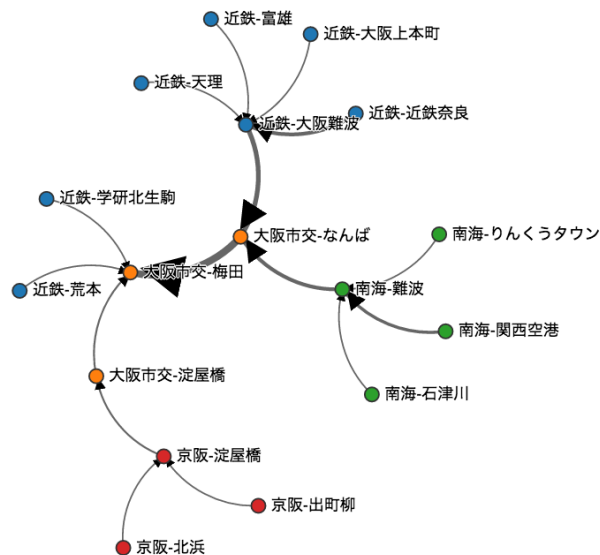 近鉄-富雄
近鉄-大阪上本町
近鉄-天理
近鉄-近鉄奈良
近鉄-大阪難波
近鉄-学研北生駒
大阪市交-なんば
南海-りんくうタウン
大阪市交-梅田
近鉄-荒本
南海-難波
南海-関西空港
大阪市交-淀屋橋
南海-石津川
京阪-淀屋橋
京阪-出町柳
京阪-北浜